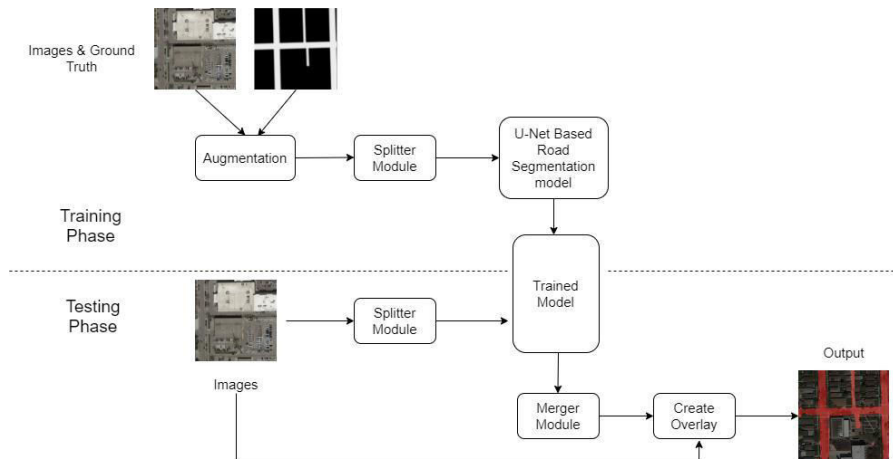 Images & Ground
Truth
Augmentation
Splitter
Module
U-Net Based
Road
Segmentation
model
Training
Phase
Trained
Model
Testing
Phase
Splitter
Module
Images
Output
Merger
Module
Create
Overlay